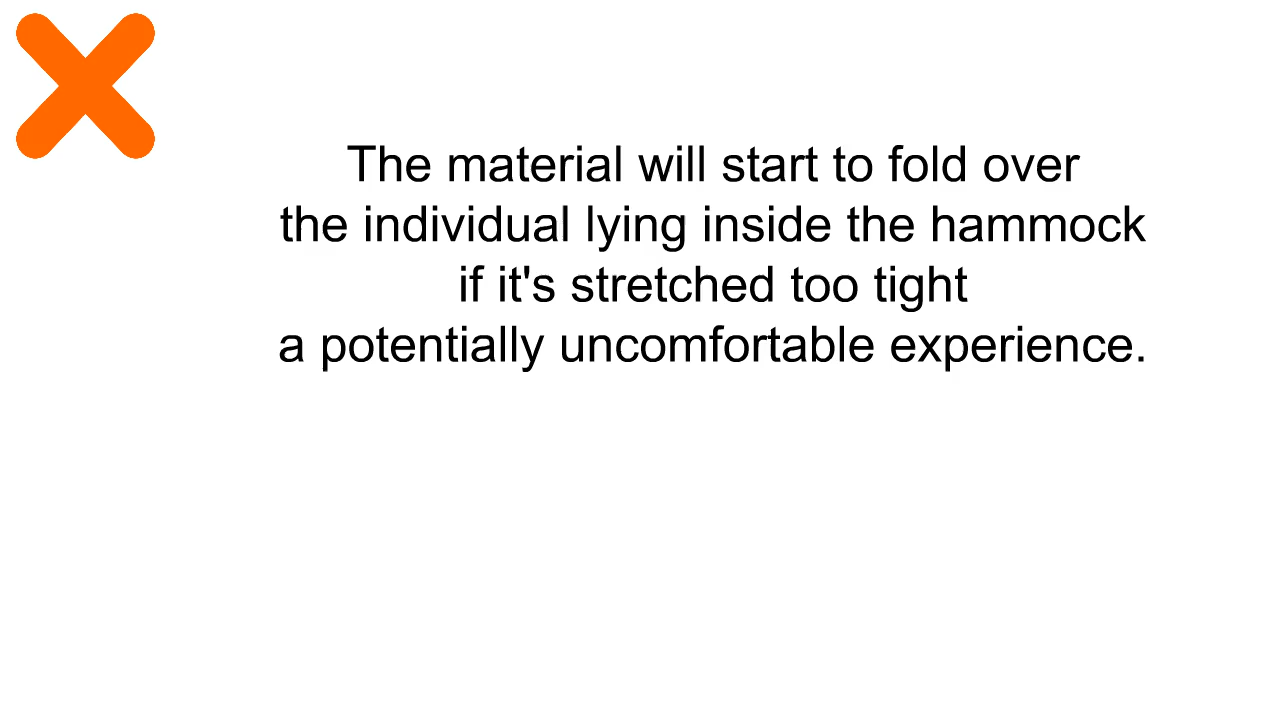 The material will start to fold over
the individual lying inside the hammock
if it's stretched too tight
a potentially uncomfortable experience.